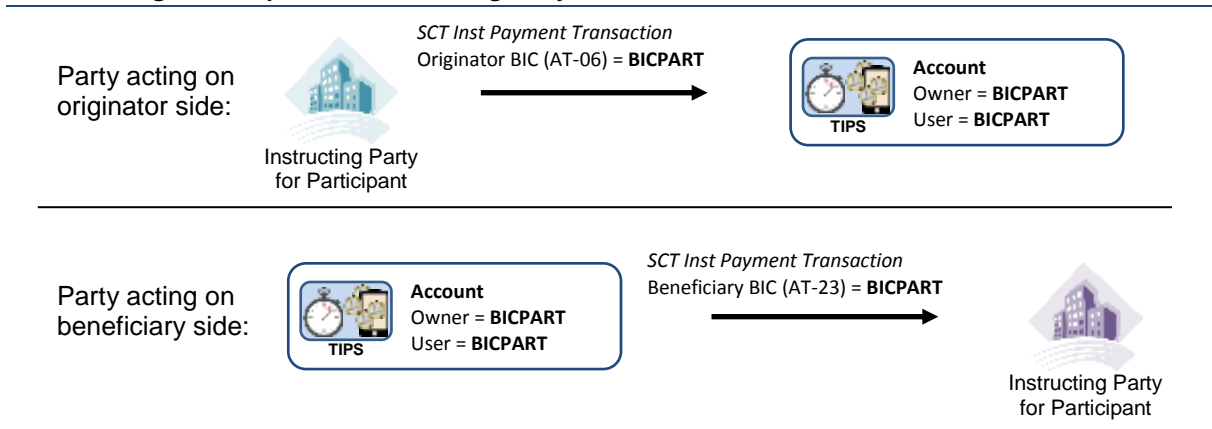 SCT Inst Payment Transaction
Originator BIC (AT-06) = BICPART
Party acting on
originator side:
Account
Owner = BICPART
User = BICPART
TIPS
Instructing Party
for Participant
SCT Inst Payment Transaction
Beneficiary BIC (AT-23) = BICPART
Party acting on
beneficiary side:
Account
Owner = BICPART
User = BICPART
TIPS
Instructing Party
for Participant